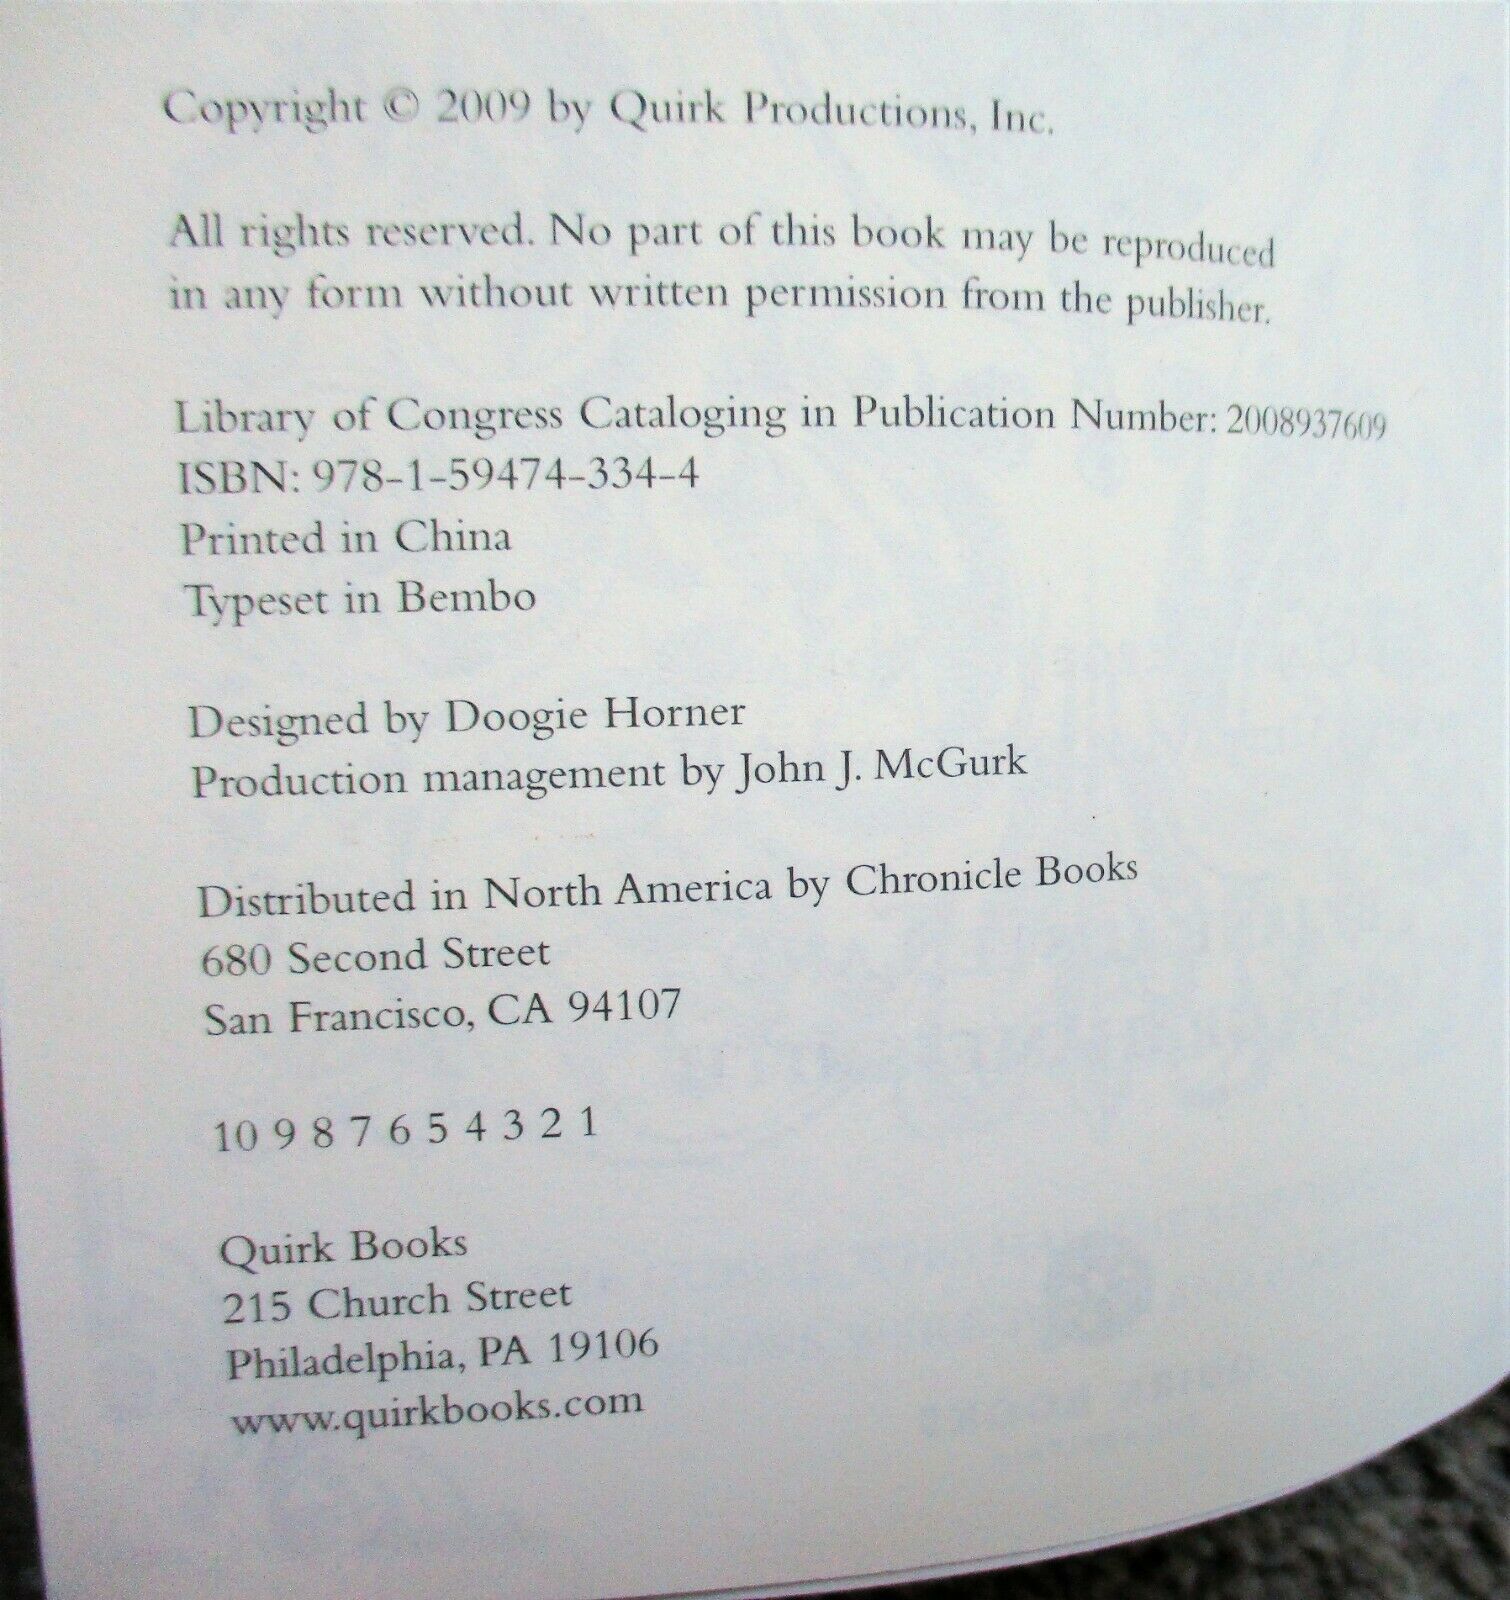 Copyright © 2009 by Quirk Productions, Inc.
All rights reserved. No part of this book may be reproduced
in any form without written permission from the publisher.
Library of Congress Cataloging in Publication Number: 2008937609
ISBN: 978-1-59474-334-4
Printed in China
Typeset in Bembo
Designed by Doogie Horner
Production management by John J. McGurk
Distributed in North America by Chronicle Books
680 Second Street
San Francisco, CA 94107
10 9 8 7 6 5 4 3 2 1
Quirk Books
215 Church Street
Philadelphia, PA 19106
www.quirkbooks.com